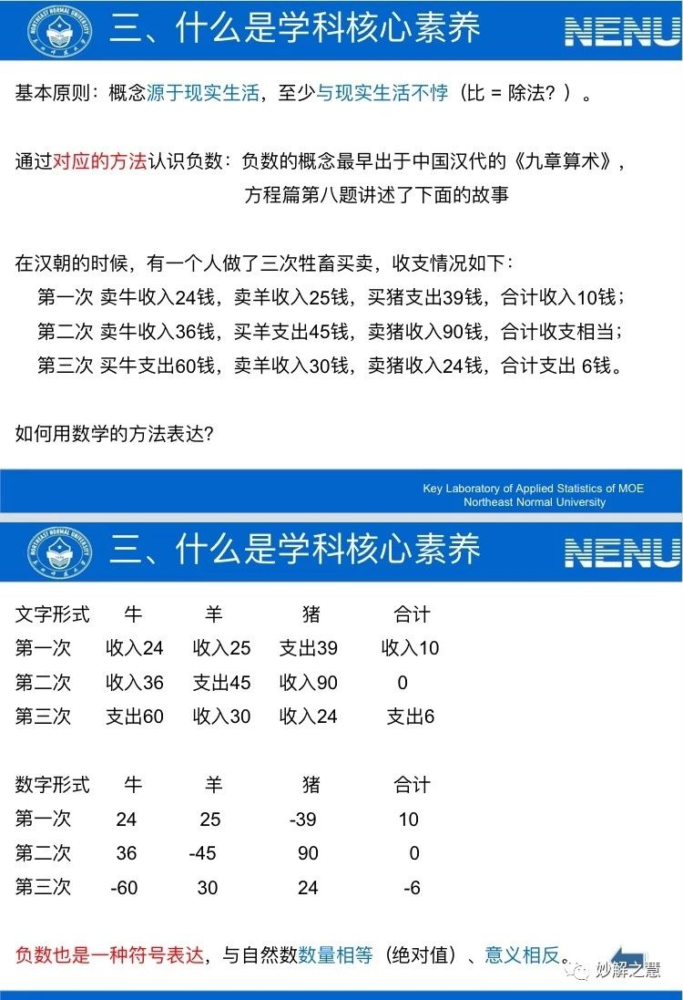 三、什么是学科核心素养
NENU
基本原则：概念源于现实生活，至少与现实生活不悖（比 = 除法？）。
通过对应的方法认识负数：负数的概念最早出于中国汉代的《九章算术》，
方程篇第八题讲述了下面的故事
在汉朝的时候，有一个人做了三次牲畜买卖，收支情况如下：
第一次 卖牛收入24钱，卖羊收入25钱，买猪支出39钱，合计收入10钱；
第二次 卖牛收入36钱，买羊支出45钱，卖猪收入90钱，合计收支相当；
第三次 买牛支出60钱，卖羊收入30钱，卖猪收入24钱，合计支出 6钱。
如何用数学的方法表达？
Key Laboratory of Applied Statistics of MOE
Northeast Normal University
三、什么是学科核心素养
NENU
文字形式 牛 羊 猪 合计
第一次 收入24 收入25 支出39 收入10
第二次 收入36 支出45 收入90 0
第三次 支出60 收入30 收入24 支出6
数字形式 牛 羊 猪 合计
第一次 24 25 -39 10
第二次 36 -45 90 0
第三次 -60 30 24 -6
负数也是一种符号表达，与自然数数量相等（绝对值）、意义相反。
妙解之慧